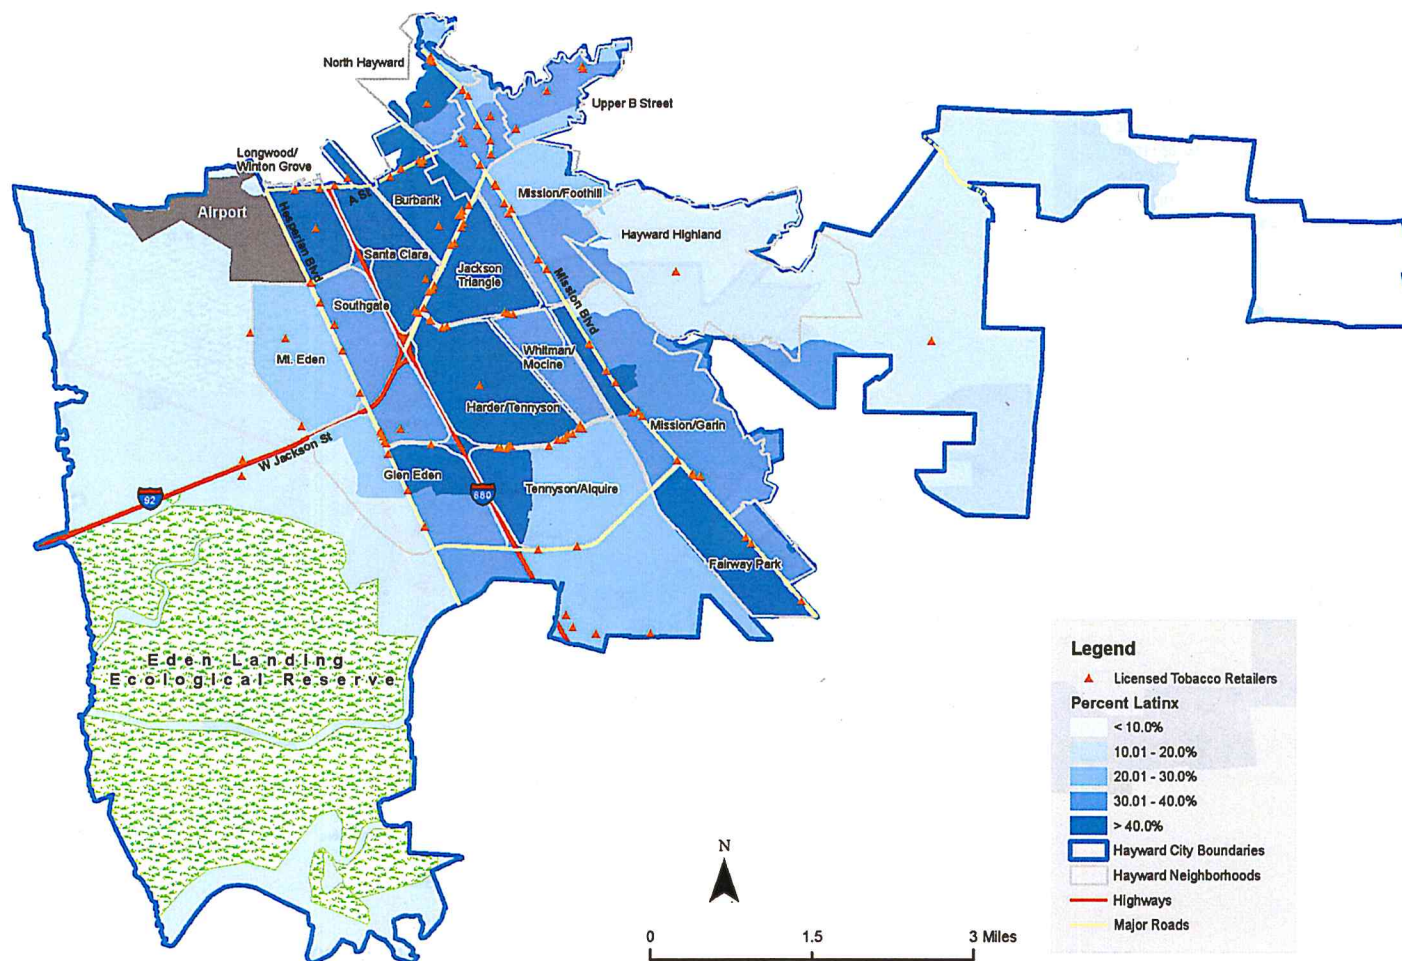 North Hayward
Upper B Street
Longwood/
Winton Grove
A St
Burbank
Mission/Foothill
Airport
Hesperian Blvd
Santa Clara
Hayward Highland
Jackson
Triangle
Mission Blvd
Southgate
Mt. Eden
Whitman/
Mocine
Harder/Tennyson
Mission/Garin
W Jackson St
Glen Eden
Tennyson/Alquire
92
880
Fairway Park
Eden Landing
Ecological Reserve
Legend
Licensed Tobacco Retailers
Percent Latinx
< 10.0%
10.01 - 20.0%
20.01 - 30.0%
30.01 - 40.0%
> 40.0%
Hayward City Boundaries
Hayward Neighborhoods
Highways
Major Roads
N
0 1.5 3 Miles